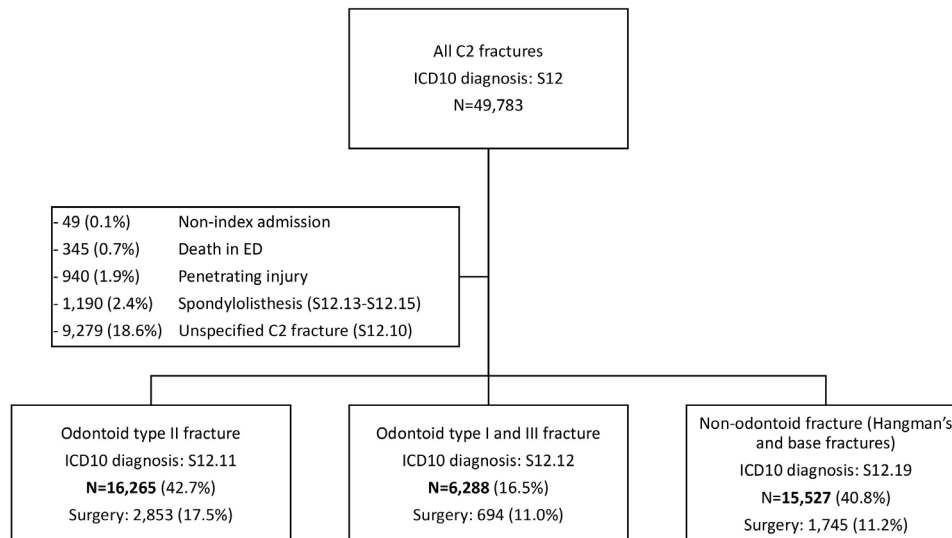 All C2 fractures
ICD10 diagnosis: S12
N=49,783
- 49 (0.1%) Non-index admission
- 345 (0.7%) Death in ED
- 940 (1.9%) Penetrating injury
- 1,190 (2.4%) Spondylolisthesis (S12.13-S12.15)
- 9,279 (18.6%) Unspecified C2 fracture (S12.10)
Odontoid type II fracture
ICD10 diagnosis: S12.11
N=16,265 (42.7%)
Surgery: 2,853 (17.5%)
Odontoid type I and III fracture
ICD10 diagnosis: S12.12
N=6,288 (16.5%)
Surgery: 694 (11.0%)
Non-odontoid fracture (Hangman's
and base fractures)
ICD10 diagnosis: S12.19
N=15,527 (40.8%)
Surgery: 1,745 (11.2%)